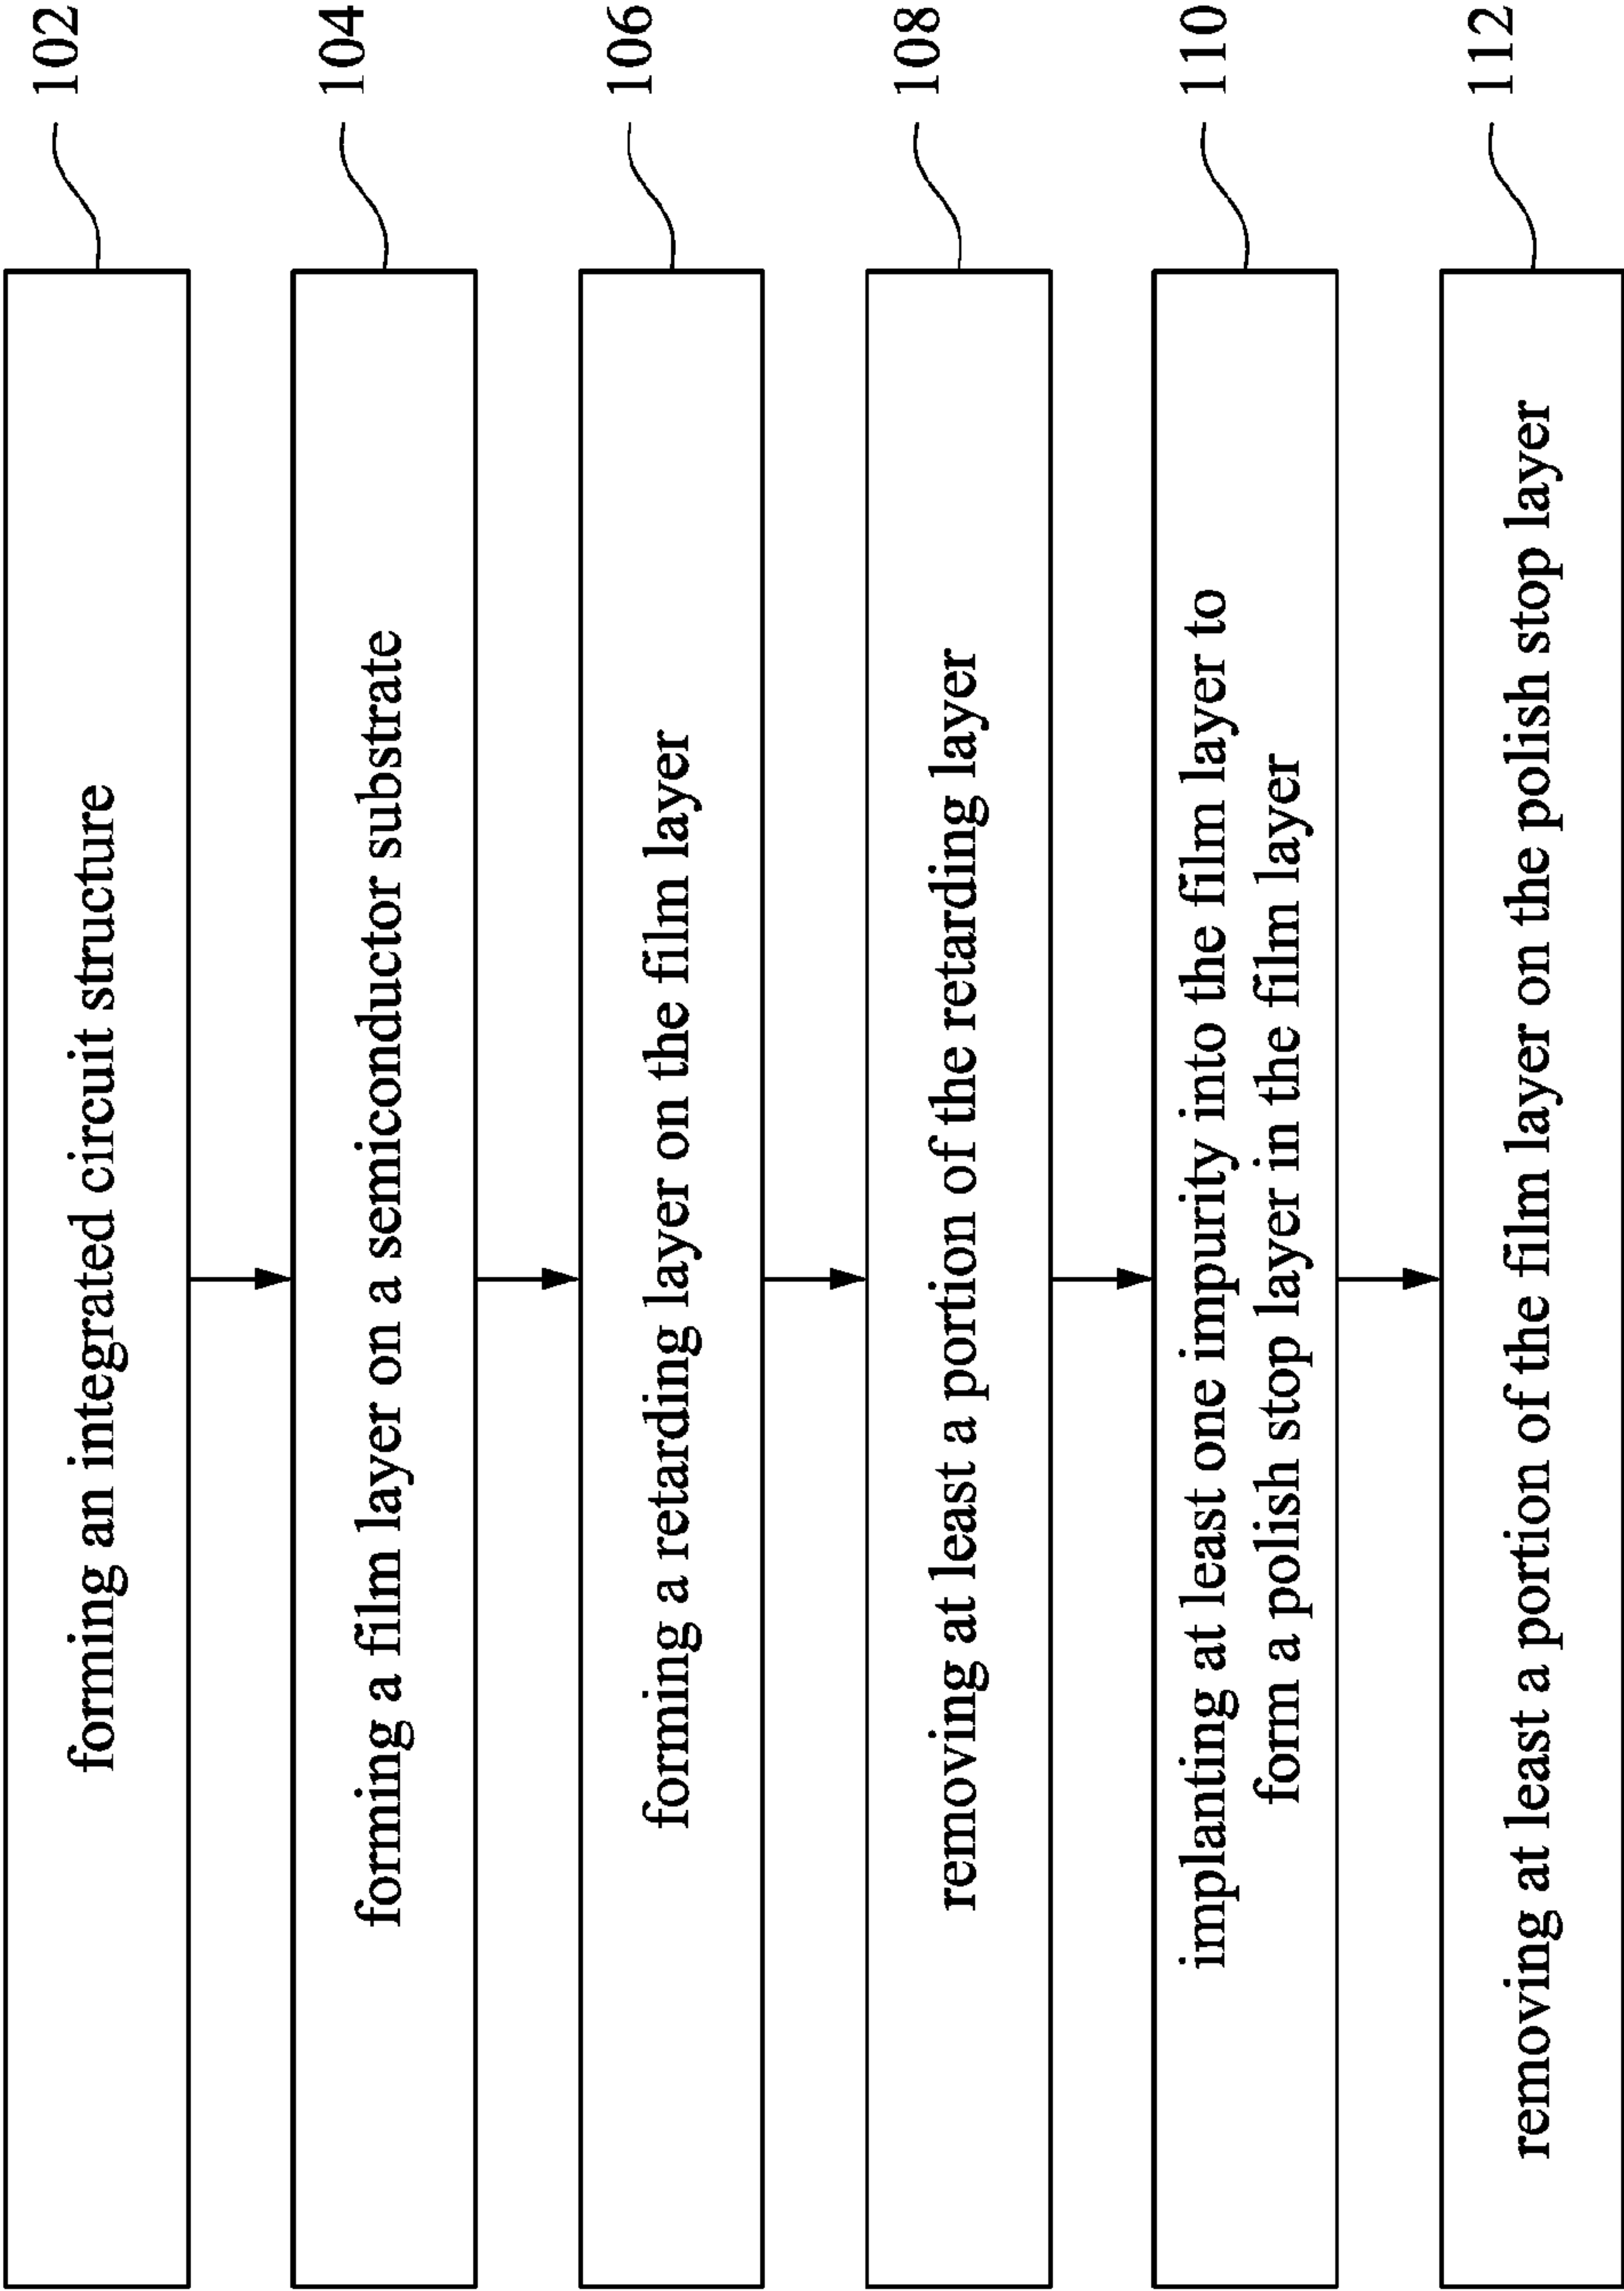 forming an integrated circuit structure
102
forming a film layer on a semiconductor substrate
104
forming a retarding layer on the film layer
106
removing at least a portion of the retarding layer
108
implanting at least one impurity into the film layer to
form a polish stop layer in the film layer
110
removing at least a portion of the film layer on the polish stop layer
112